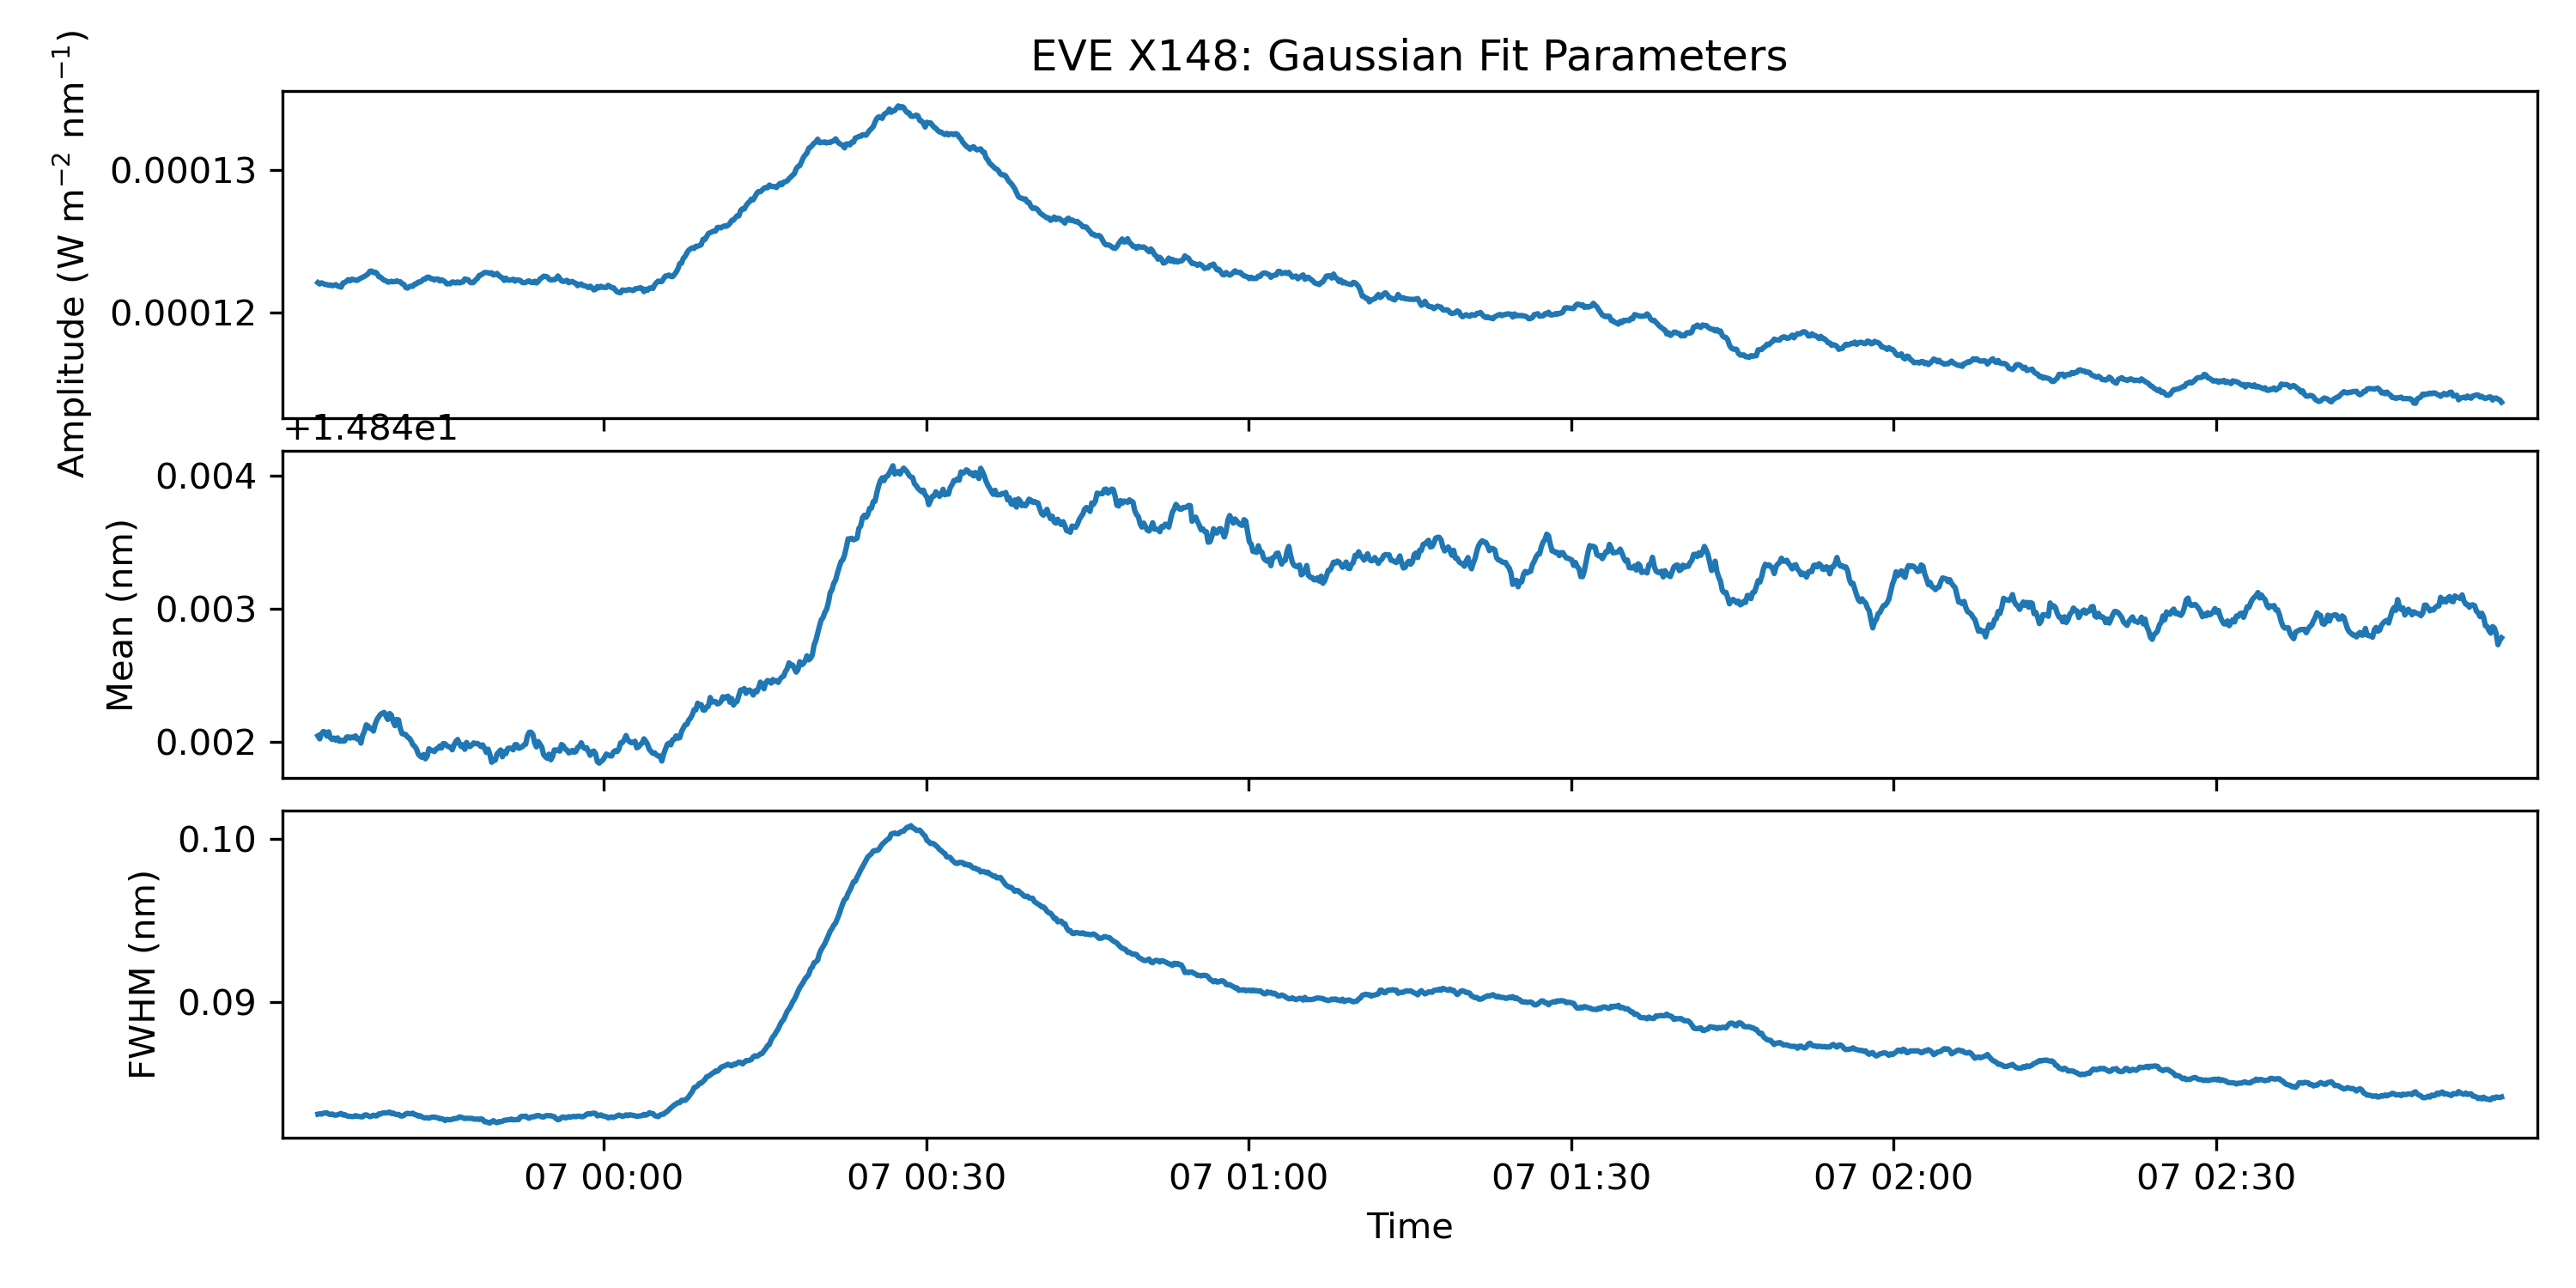 EVE X148: Gaussian Fit Parameters
Amplitude (W m⁻² nm⁻¹)
0.00013
0.00012
+1.484e1
Mean (nm)
0.004
0.003
0.002
FWHM (nm)
0.10
0.09
07 00:00 07 00:30 07 01:00 07 01:30 07 02:00 07 02:30
Time